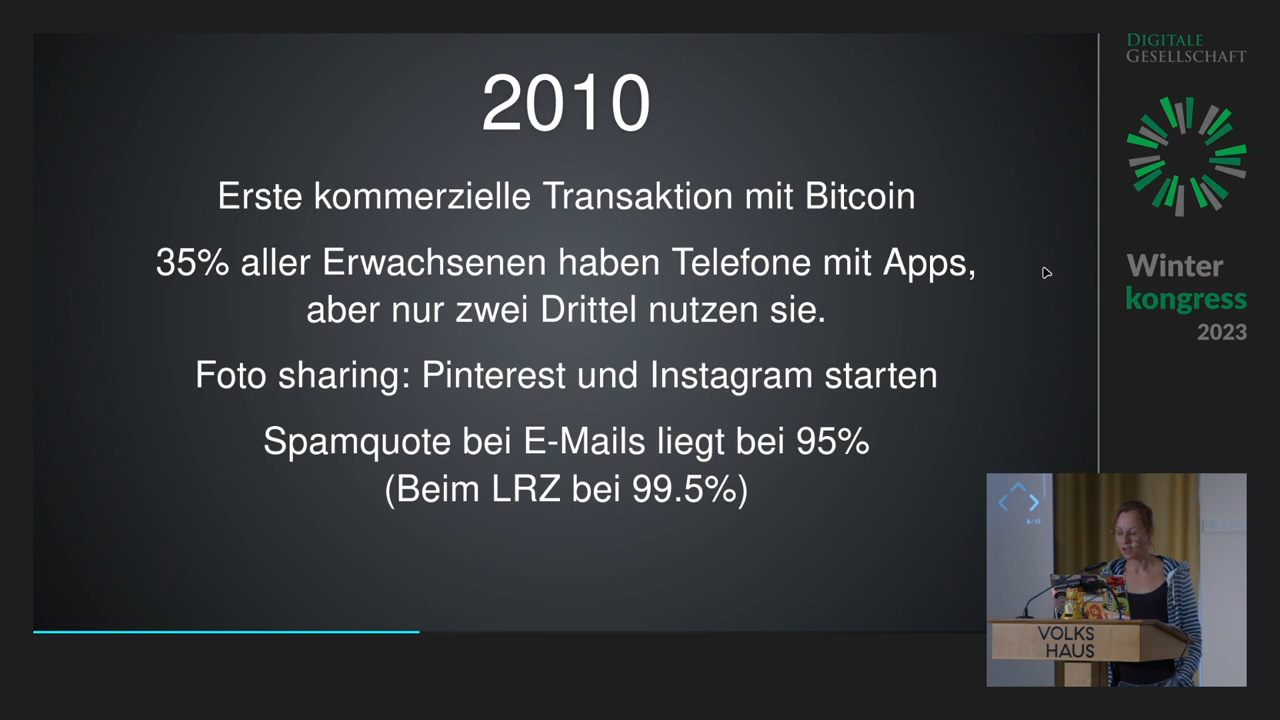 2010
Erste kommerzielle Transaktion mit Bitcoin
35% aller Erwachsenen haben Telefone mit Apps,
aber nur zwei Drittel nutzen sie.
Foto sharing: Pinterest und Instagram starten
Spamquote bei E-Mails liegt bei 95%
(Beim LRZ bei 99.5%)
DIGITALE
GESELLSCHAFT
Winter
kongress
2023
VOLKS
HAUS